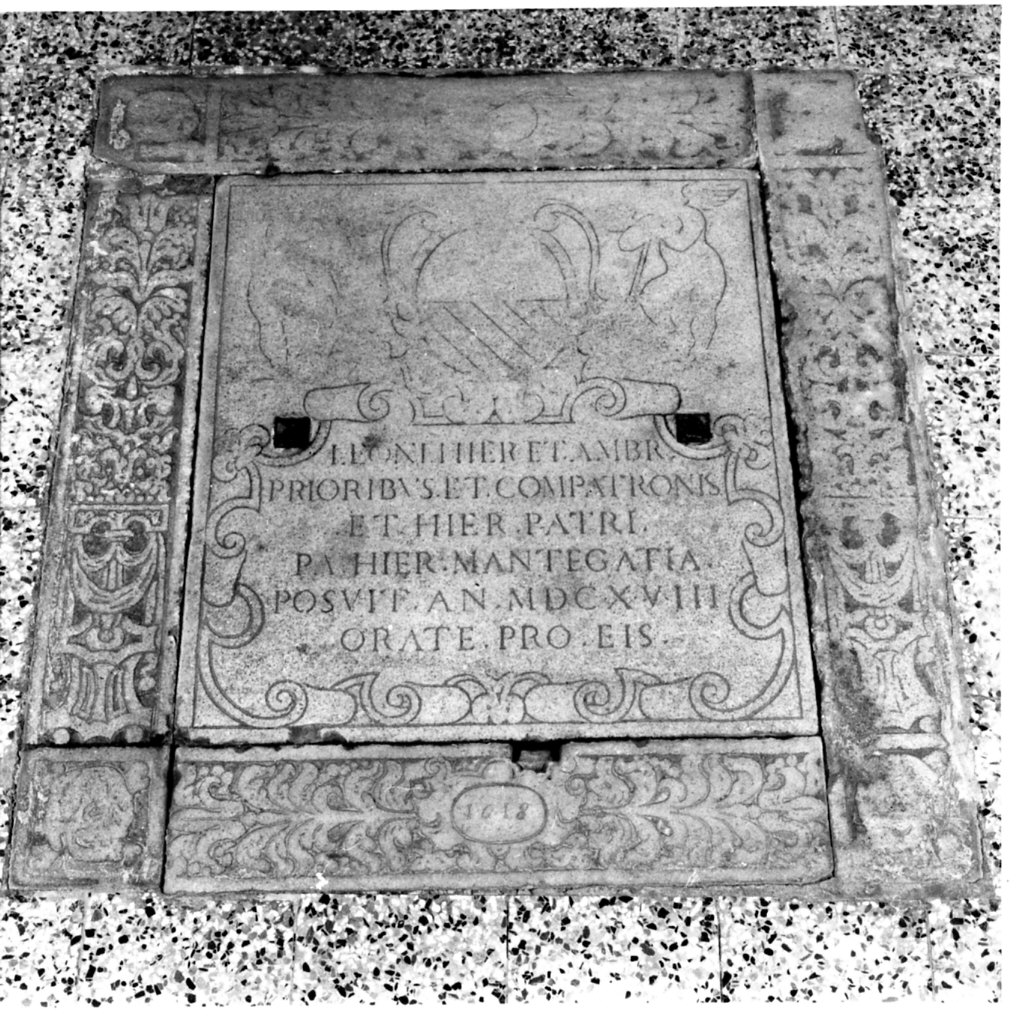 LEONI HIER ET. AMBR.
PRIORIBVS. ET. COMPATRONIS
ET. HIER. PATRI.
PA. HIER. MANTEGATIA.
POSVIT. AN. MDCXVIII
ORATE. PRO. EIS.
1618